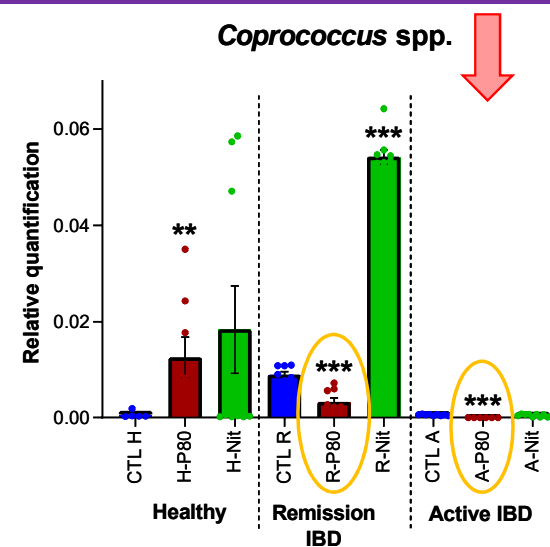 Coprococcus spp.
Relative quantification
0.06
0.04
0.02
0.00
**
***
***
***
CTL H
H-P80
H-Nit
CTL R
R-P80
R-Nit
CTL A
A-P80
A-Nit
Healthy
Remission
IBD
Active IBD